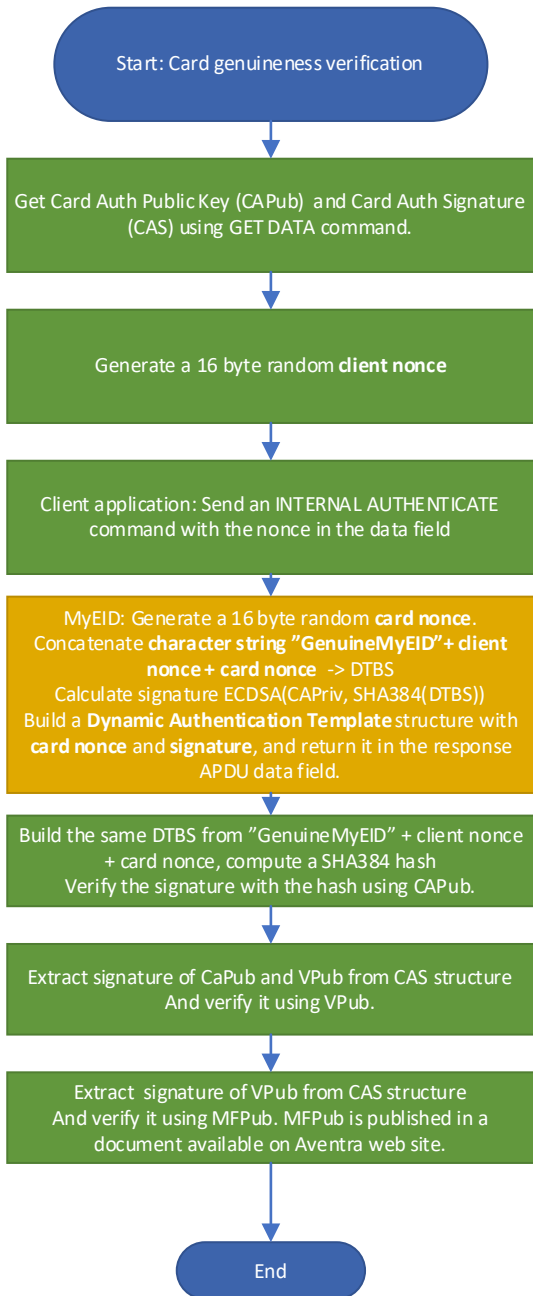 Start: Card genuineness verification
Get Card Auth Public Key (CAPub) and Card Auth Signature
(CAS) using GET DATA command.
Generate a 16 byte random client nonce
Client application: Send an INTERNAL AUTHENTICATE
command with the nonce in the data field
MyEID: Generate a 16 byte random card nonce.
Concatenate character string ”GenuineMyEID”+ client
nonce + card nonce -> DTBS
Calculate signature ECDSA(CAPriv, SHA384(DTBS))
Build a Dynamic Authentication Template structure with
card nonce and signature, and return it in the response
APDU data field.
Build the same DTBS from ”GenuineMyEID” + client nonce
+ card nonce, compute a SHA384 hash
Verify the signature with the hash using CAPub.
Extract signature of CaPub and VPub from CAS structure
And verify it using VPub.
Extract signature of VPub from CAS structure
And verify it using MFPub. MFPub is published in a
document available on Aventra web site.
End